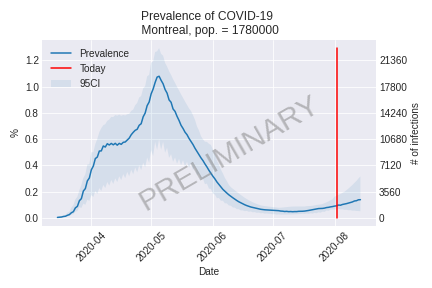 Prevalence of COVID-19
Montreal, pop. = 1780000
Prevalence
Today
95CI
PRELIMINARY
%
1.2
1.0
0.8
0.6
0.4
0.2
0.0
21360
17800
14240
10680
7120
3560
0
# of infections
2020-04
2020-05
2020-06
2020-07
2020-08
Date